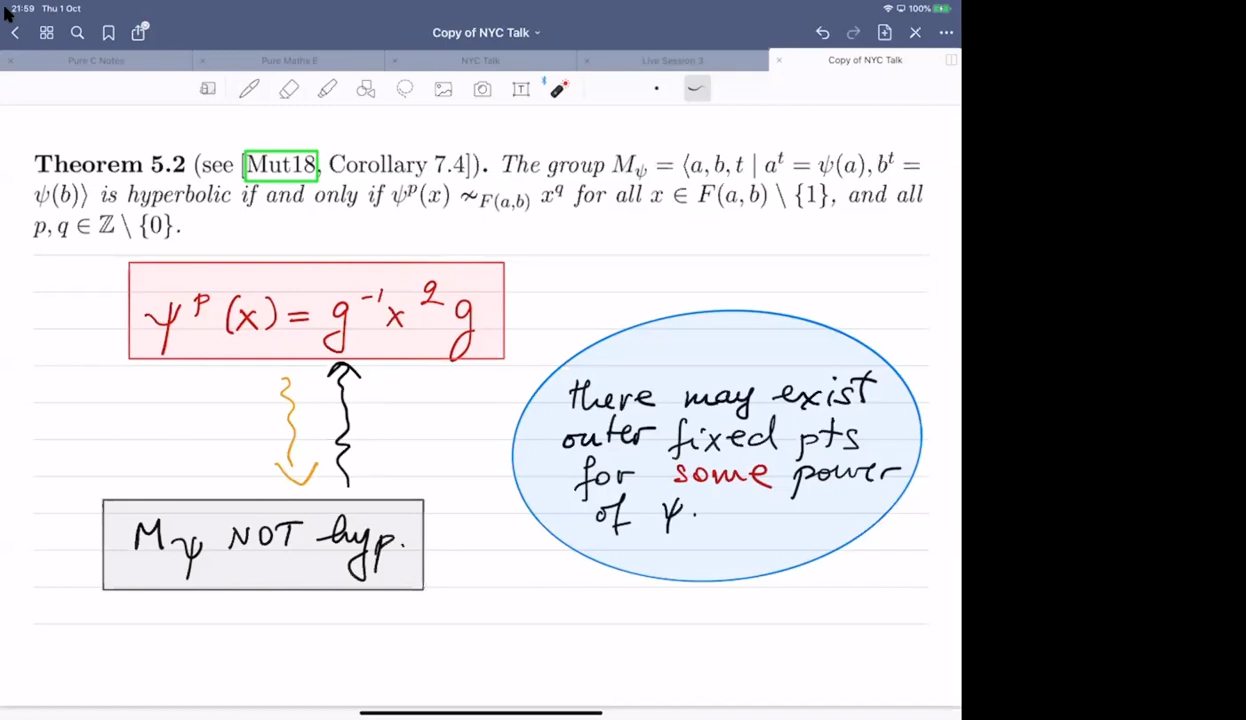 21:59 Thu 1 Oct 100%
Copy of NYC Talk
Pure C Notes Pure Maths E NYC Talk Live Session 3 Copy of NYC Talk
Theorem 5.2 (see [Mut18, Corollary 7.4]). The group M_ψ = ⟨a, b, t | a^t = ψ(a), b^t =
ψ(b)⟩ is hyperbolic if and only if ψ^p(x) ≁_{F(a,b)} x^q for all x ∈ F(a, b) \ {1}, and all
p, q ∈ ℤ \ {0}.
ψ^p (x) = g^{-1} x^q g
there may exist
outer fixed pts
for some power
of ψ.
M_ψ NOT hyp.